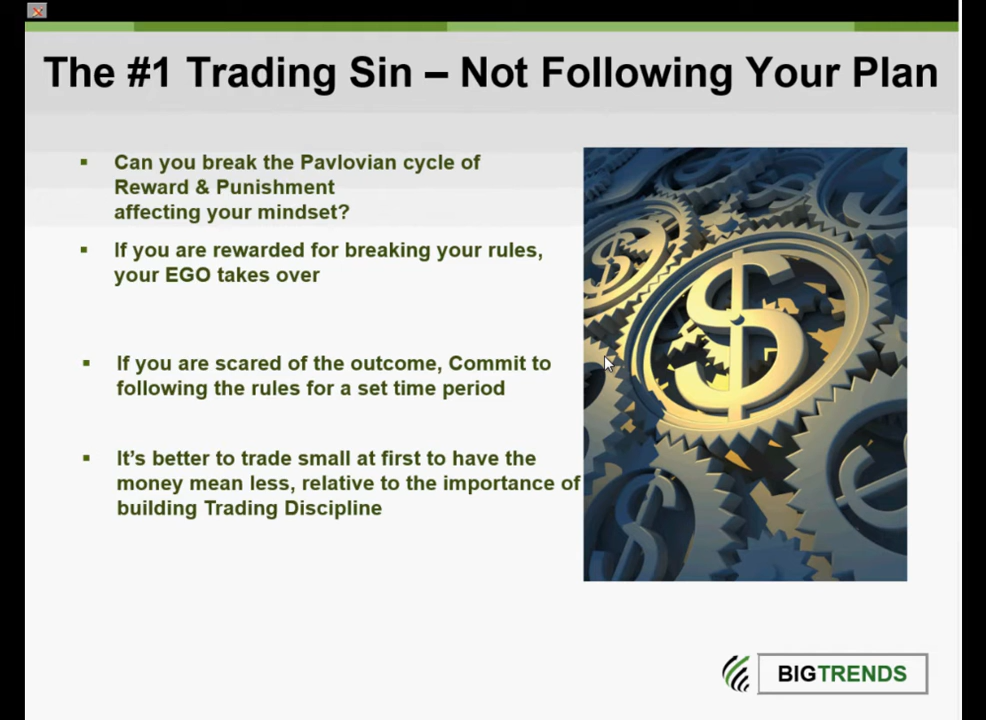 The #1 Trading Sin – Not Following Your Plan
Can you break the Pavlovian cycle of
Reward & Punishment
affecting your mindset?
If you are rewarded for breaking your rules,
your EGO takes over
If you are scared of the outcome, Commit to
following the rules for a set time period
It’s better to trade small at first to have the
money mean less, relative to the importance of
building Trading Discipline
BIGTRENDS